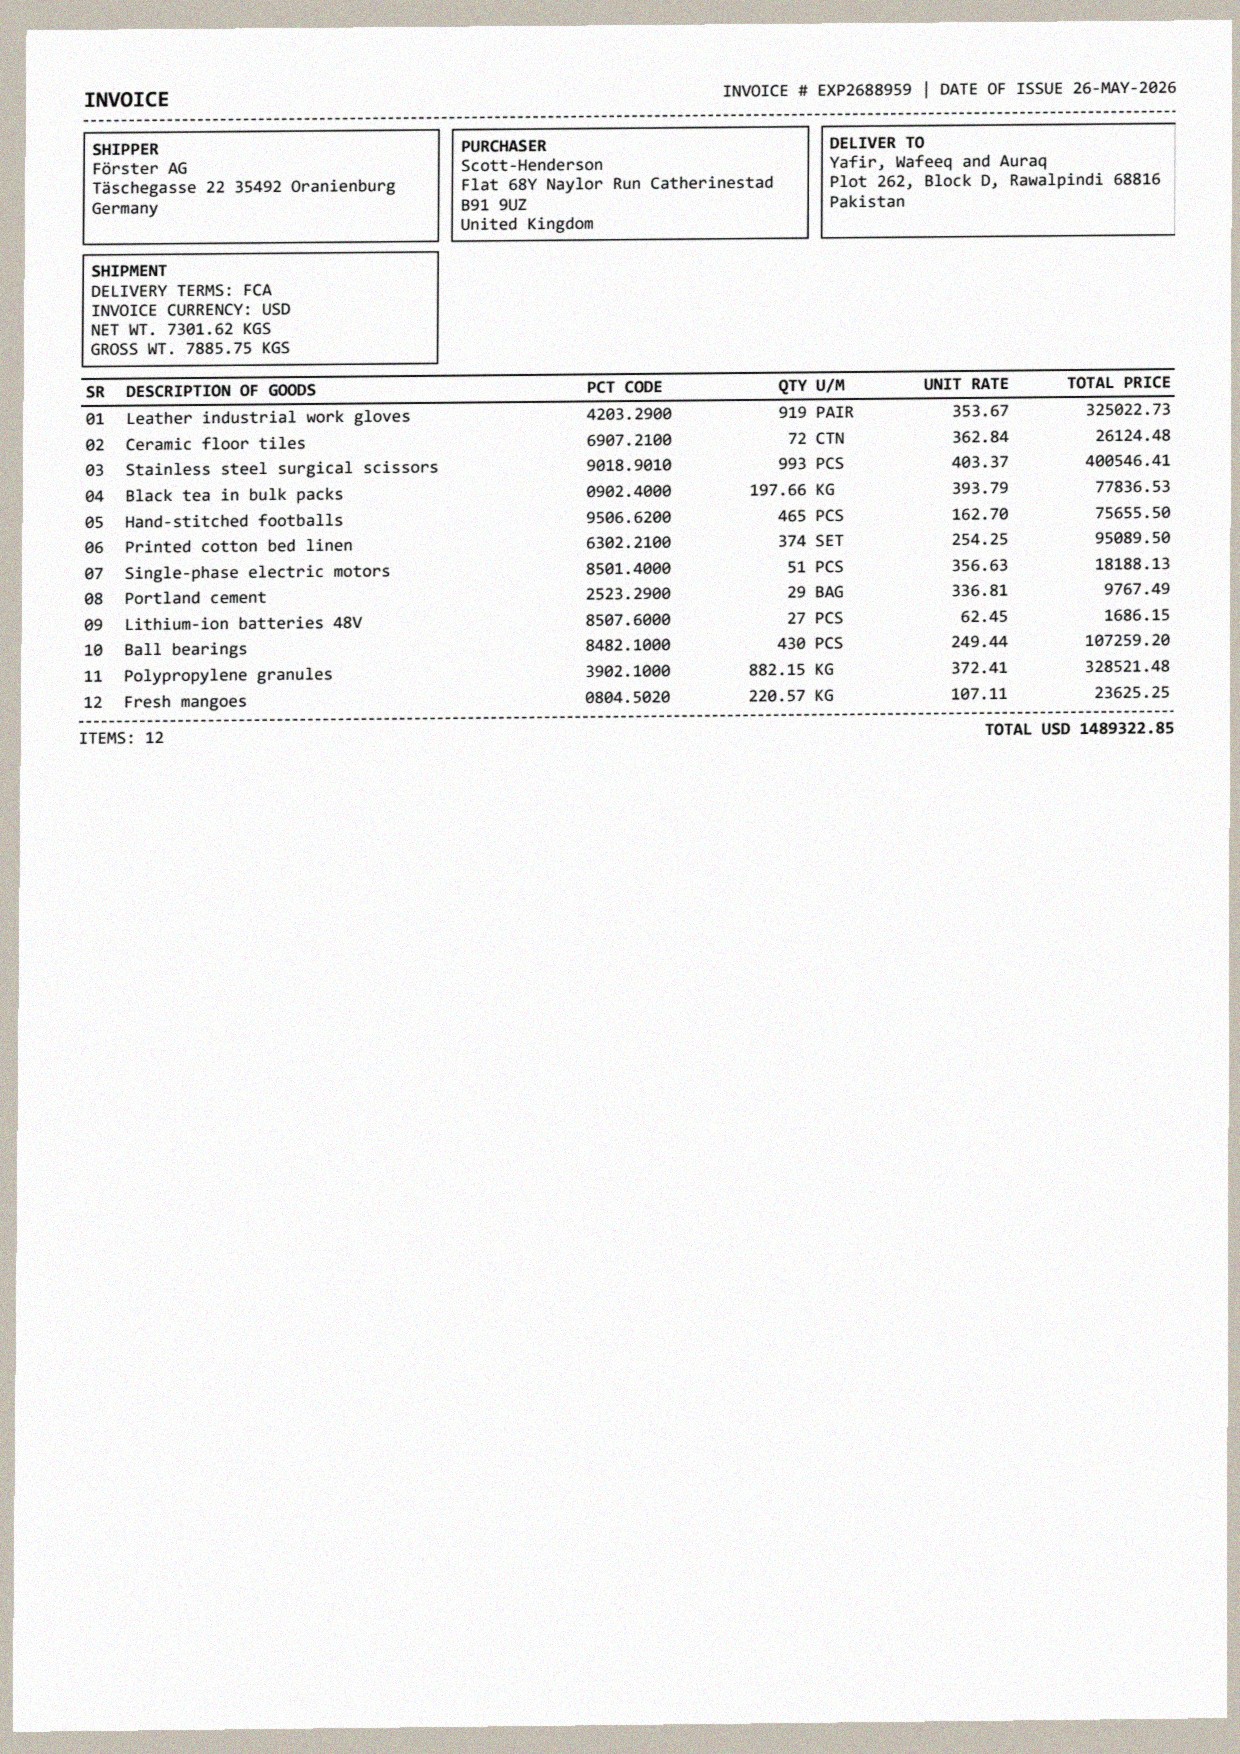 INVOICE
INVOICE # EXP2688959 | DATE OF ISSUE 26-MAY-2026
SHIPPER
Förster AG
Täschegasse 22 35492 Oranienburg
Germany
PURCHASER
Scott-Henderson
Flat 68Y Naylor Run Catherinestad
B91 9UZ
United Kingdom
DELIVER TO
Yafir, Wafeeq and Auraq
Plot 262, Block D, Rawalpindi 68816
Pakistan
SHIPMENT
DELIVERY TERMS: FCA
INVOICE CURRENCY: USD
NET WT. 7301.62 KGS
GROSS WT. 7885.75 KGS
SR DESCRIPTION OF GOODS PCT CODE QTY U/M UNIT RATE TOTAL PRICE
01 Leather industrial work gloves 4203.2900 919 PAIR 353.67 325022.73
02 Ceramic floor tiles 6907.2100 72 CTN 362.84 26124.48
03 Stainless steel surgical scissors 9018.9010 993 PCS 403.37 400546.41
04 Black tea in bulk packs 0902.4000 197.66 KG 393.79 77836.53
05 Hand-stitched footballs 9506.6200 465 PCS 162.70 75655.50
06 Printed cotton bed linen 6302.2100 374 SET 254.25 95089.50
07 Single-phase electric motors 8501.4000 51 PCS 356.63 18188.13
08 Portland cement 2523.2900 29 BAG 336.81 9767.49
09 Lithium-ion batteries 48V 8507.6000 27 PCS 62.45 1686.15
10 Ball bearings 8482.1000 430 PCS 249.44 107259.20
11 Polypropylene granules 3902.1000 882.15 KG 372.41 328521.48
12 Fresh mangoes 0804.5020 220.57 KG 107.11 23625.25
ITEMS: 12
TOTAL USD 1489322.85